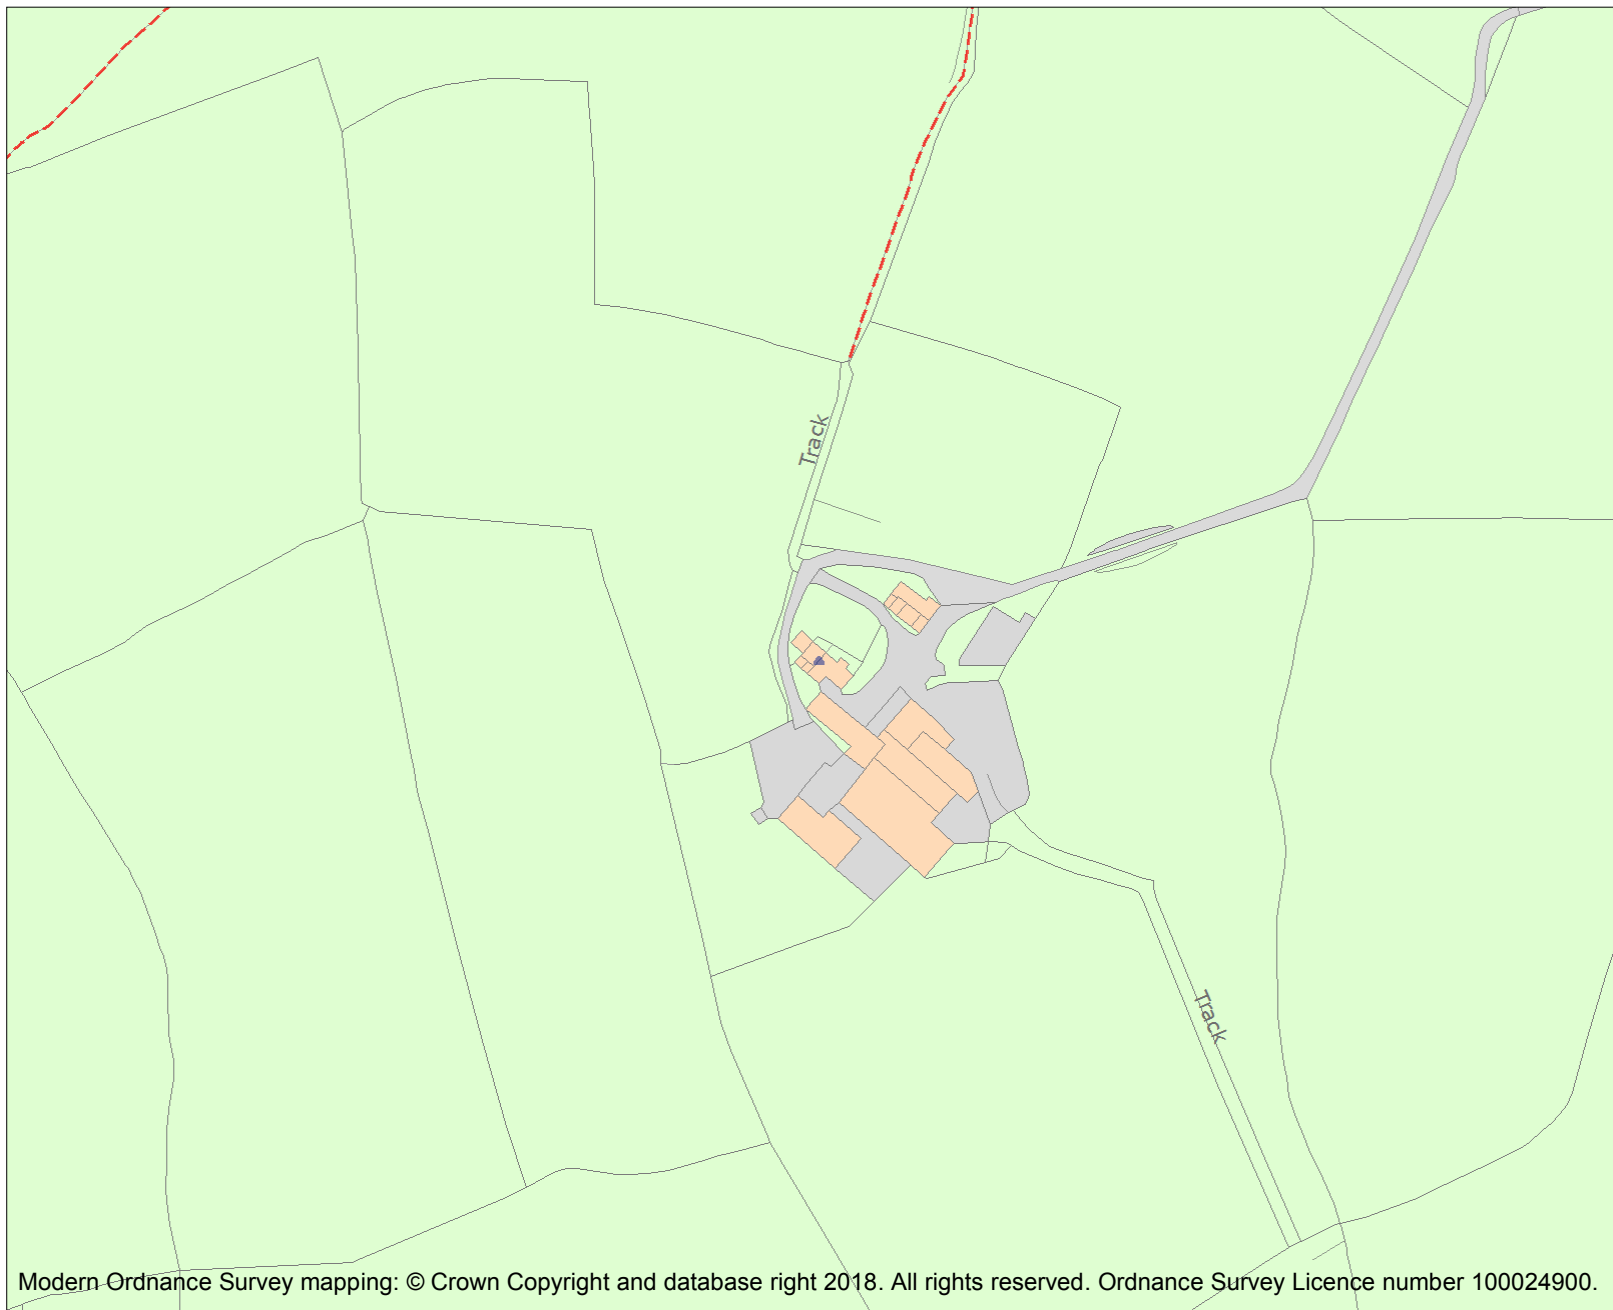 Track
Track
Modern Ordnance Survey mapping: © Crown Copyright and database right 2018. All rights reserved. Ordnance Survey Licence number 100024900.